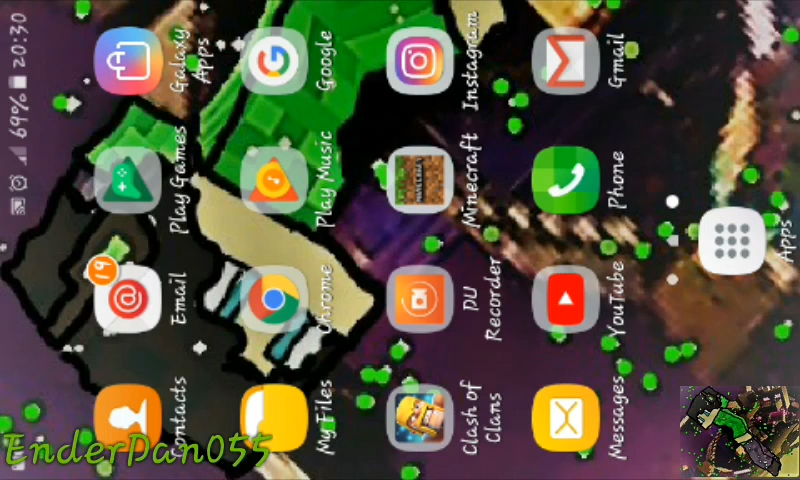 69% 20:30
Contacts
Email
19
Play Games
Galaxy
Apps
My Files
Chrome
Play Music
Google
Clash of
Clans
DU
Recorder
Minecraft
MINECRAFT
Instagram
Messages
YouTube
Phone
Gmail
Apps
EnderDan055